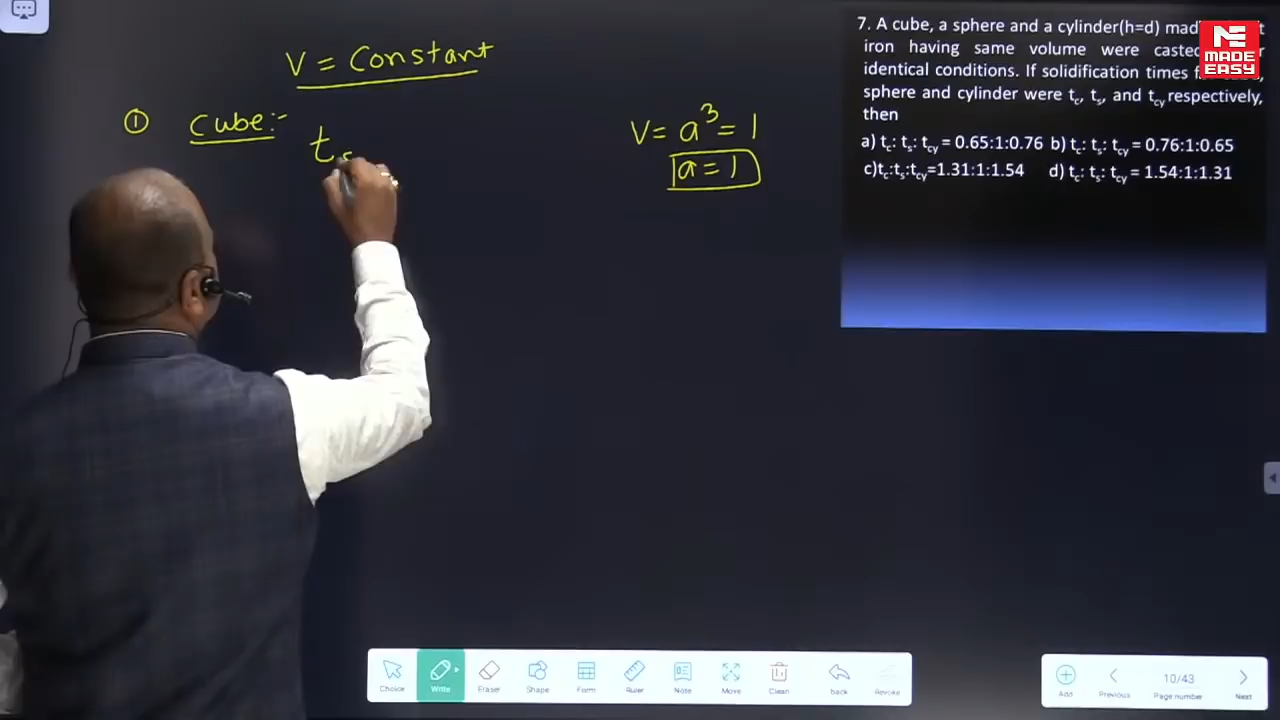 V = Constant
① Cube:-
t
V = a³ = 1
a = 1
7. A cube, a sphere and a cylinder(h=d) mad
iron having same volume were casted
identical conditions. If solidification times
sphere and cylinder were t꜀, tₛ, and t꜀ᵧ respectively,
then
a) t꜀: tₛ: t꜀ᵧ = 0.65:1:0.76 b) t꜀: tₛ: t꜀ᵧ = 0.76:1:0.65
c)t꜀:tₛ:t꜀ᵧ=1.31:1:1.54 d) t꜀: tₛ: t꜀ᵧ = 1.54:1:1.31
ME
MADE
EASY
Choice
Write
Eraser
Shape
Form
Ruler
Note
Move
Clean
back
Revoke
Add
Previous
10/43
Page number
Next